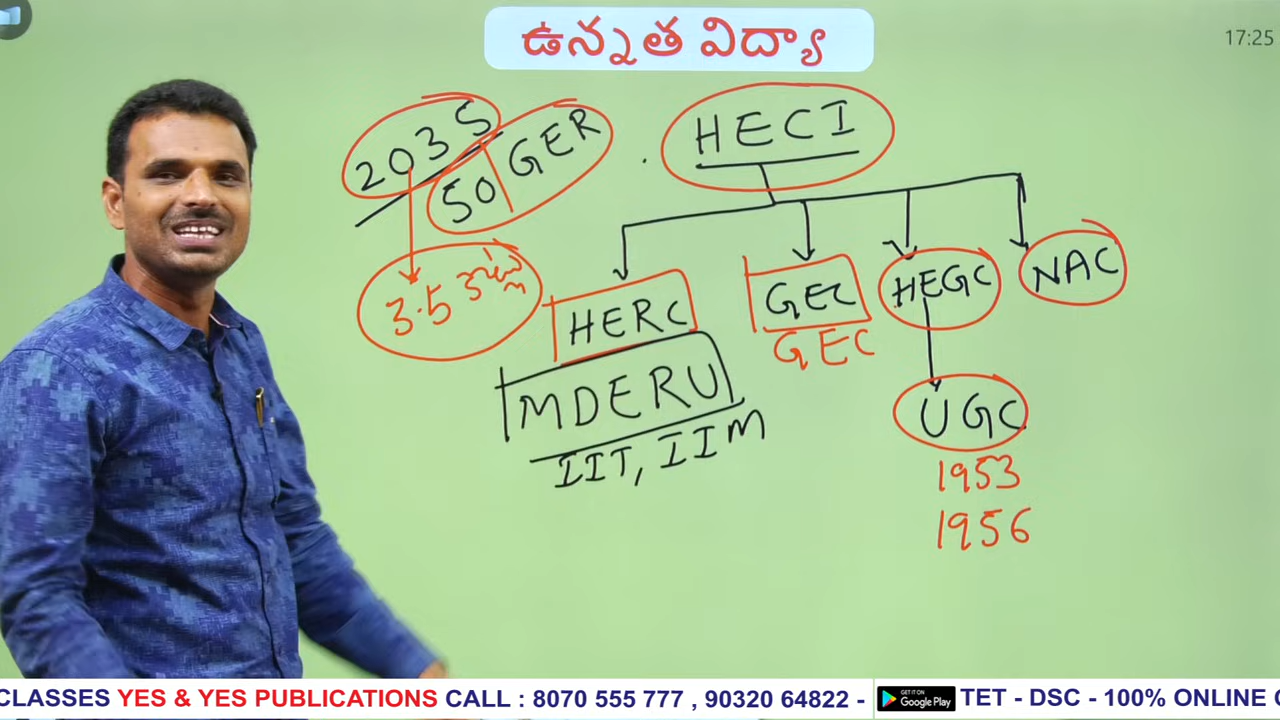 ఉన్నత విద్యా
17:25
2035
50 GER
3.5
HECI
HERC
GEC
HEGC
NAC
GEC
MDERU
IIT, IIM
UGC
1953
1956
CLASSES YES & YES PUBLICATIONS CALL : 8070 555 777 , 90320 64822 - GET IT ON Google Play TET - DSC - 100% ONLINE